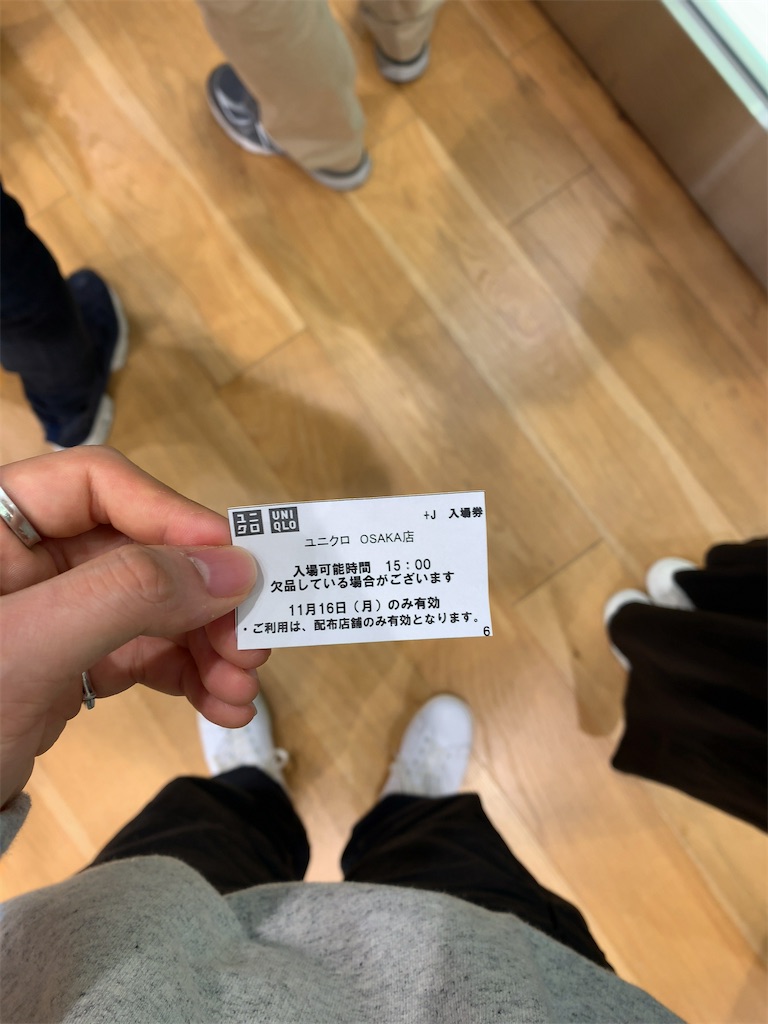 ユニクロ UNIQLO +J 入場券
ユニクロ OSAKA店
入場可能時間 15:00
欠品している場合がございます
11月16日(月)のみ有効
・ご利用は、配布店舗のみ有効となります。
6